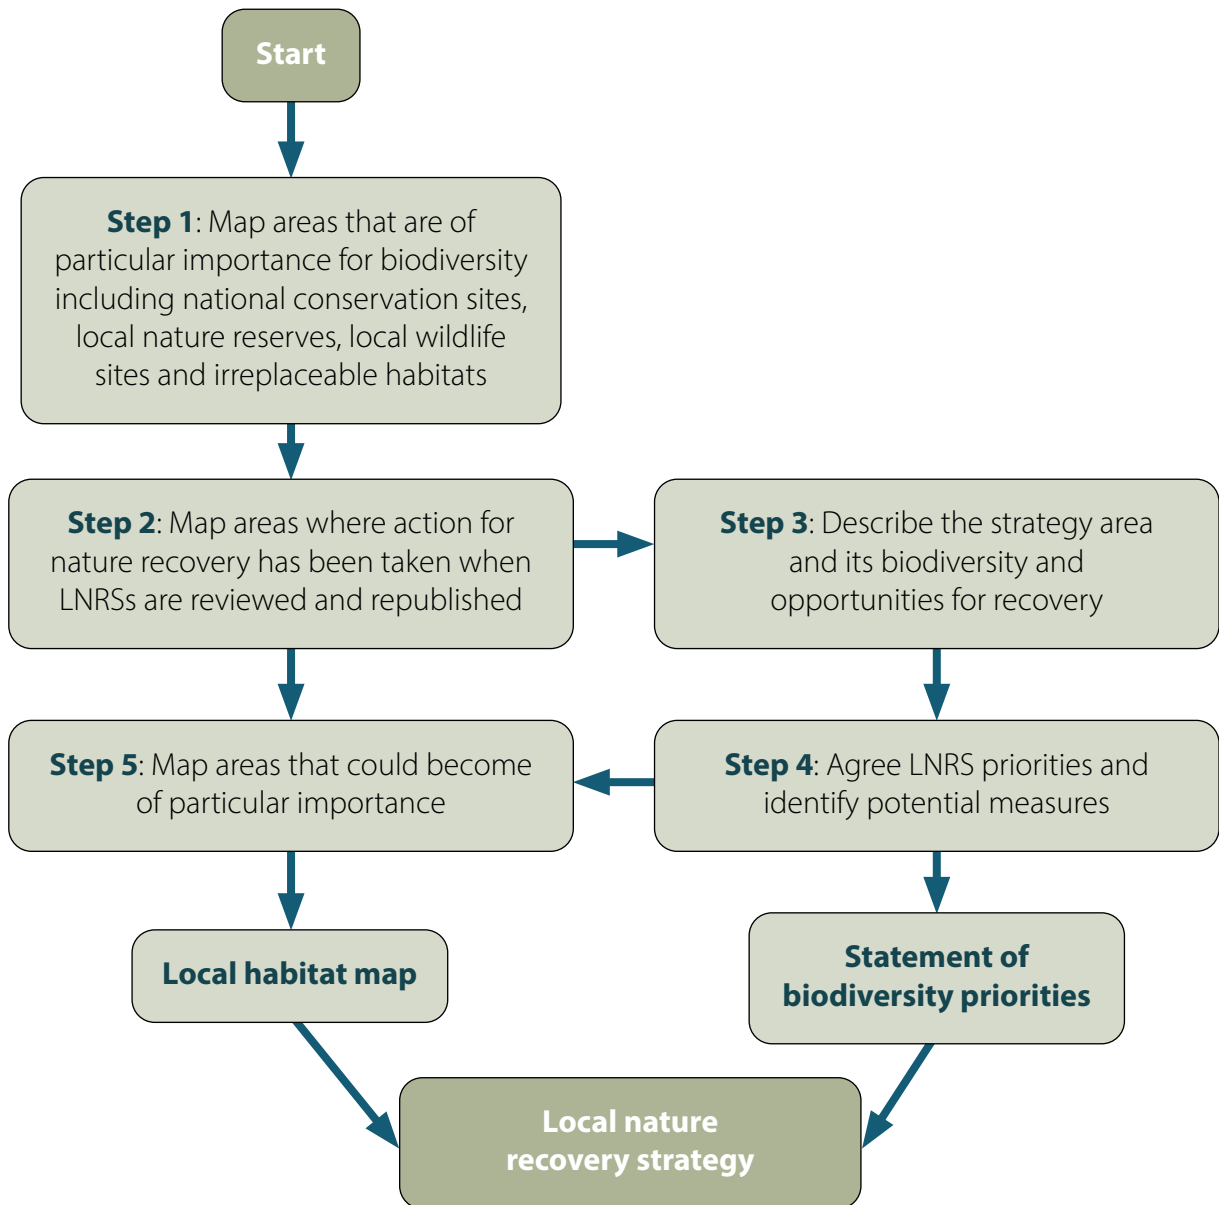 Start
Step 1: Map areas that are of
particular importance for biodiversity
including national conservation sites,
local nature reserves, local wildlife
sites and irreplaceable habitats
Step 2: Map areas where action for
nature recovery has been taken when
LNRSs are reviewed and republished
Step 3: Describe the strategy area
and its biodiversity and
opportunities for recovery
Step 5: Map areas that could become
of particular importance
Step 4: Agree LNRS priorities and
identify potential measures
Local habitat map
Statement of
biodiversity priorities
Local nature
recovery strategy